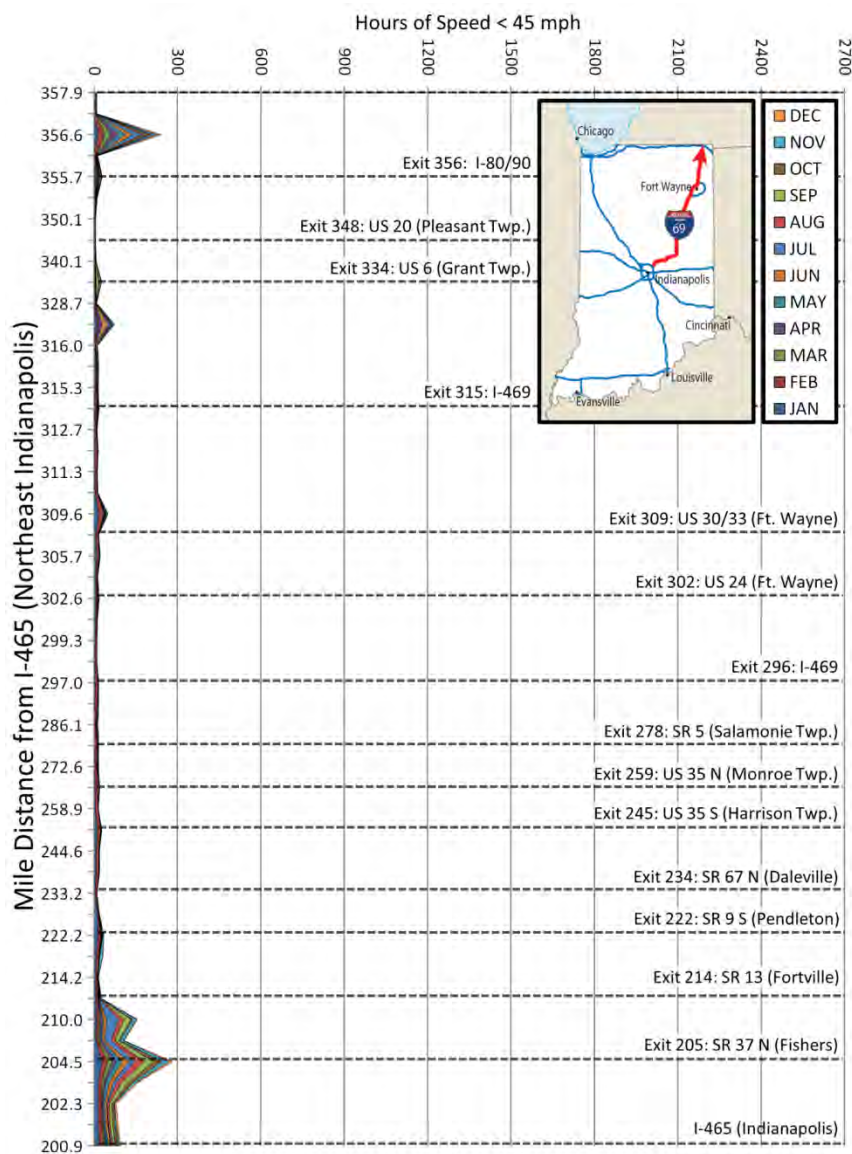 Hours of Speed < 45 mph
0
300
600
900
1200
1500
1800
2100
2400
2700
Mile Distance from I-465 (Northeast Indianapolis)
357.9
356.6
355.7
350.1
340.1
328.7
316.0
315.3
312.7
311.3
309.6
305.7
302.6
299.3
297.0
286.1
272.6
258.9
244.6
233.2
222.2
214.2
210.0
204.5
202.3
200.9
Exit 356: I-80/90
Exit 348: US 20 (Pleasant Twp.)
Exit 334: US 6 (Grant Twp.)
Exit 315: I-469
Exit 309: US 30/33 (Ft. Wayne)
Exit 302: US 24 (Ft. Wayne)
Exit 296: I-469
Exit 278: SR 5 (Salamonie Twp.)
Exit 259: US 35 N (Monroe Twp.)
Exit 245: US 35 S (Harrison Twp.)
Exit 234: SR 67 N (Daleville)
Exit 222: SR 9 S (Pendleton)
Exit 214: SR 13 (Fortville)
Exit 205: SR 37 N (Fishers)
I-465 (Indianapolis)
Chicago
Fort Wayne
69
Indianapolis
Cincinnati
Louisville
Evansville
DEC
NOV
OCT
SEP
AUG
JUL
JUN
MAY
APR
MAR
FEB
JAN